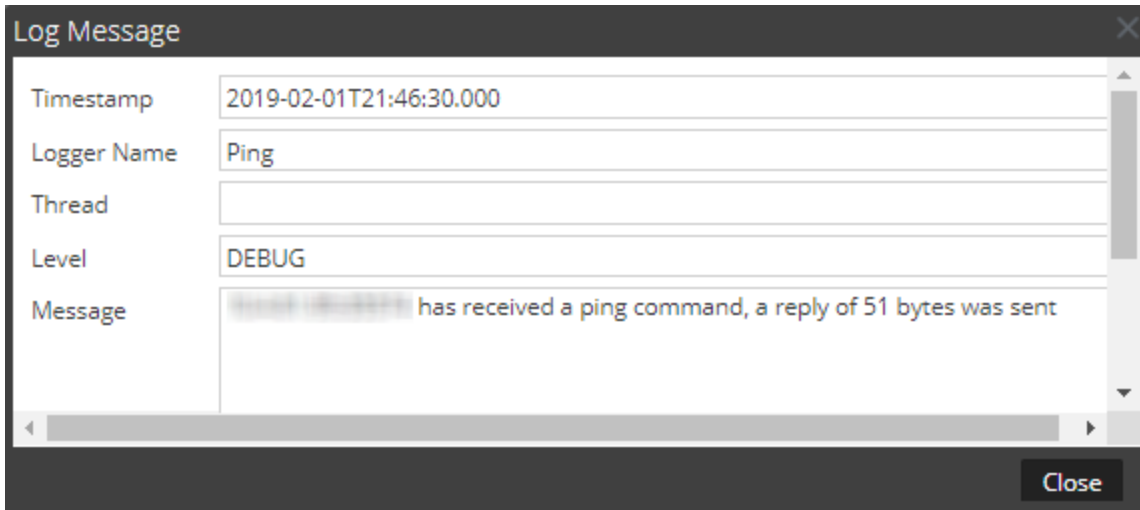 Log Message
Timestamp 2019-02-01T21:46:30.000
Logger Name Ping
Thread
Level DEBUG
Message has received a ping command, a reply of 51 bytes was sent
Close